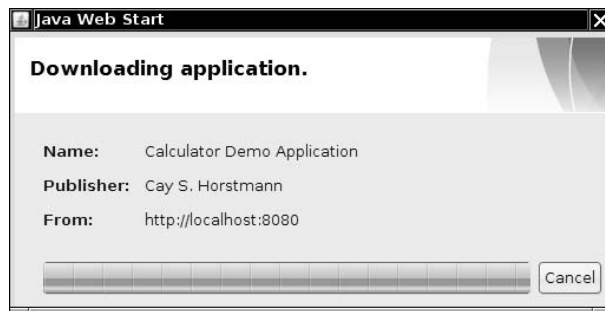 Java Web Start
Downloading application.
Name: Calculator Demo Application
Publisher: Cay S. Horstmann
From: http://localhost:8080
Cancel